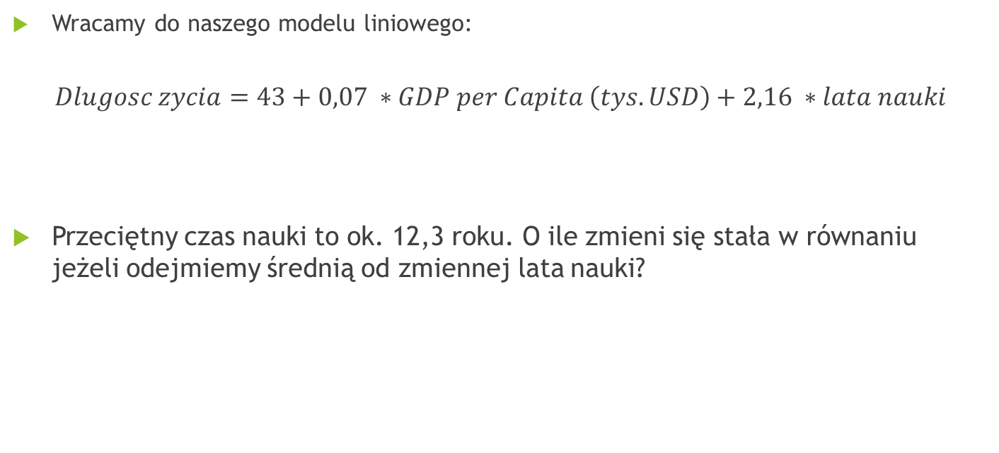 Wracamy do naszego modelu liniowego:
Dlugosc zycia = 43 + 0,07 * GDP per Capita (tys. USD) + 2,16 * lata nauki
Przeciętny czas nauki to ok. 12,3 roku. O ile zmieni się stała w równaniu
jeżeli odejmiemy średnią od zmiennej lata nauki?